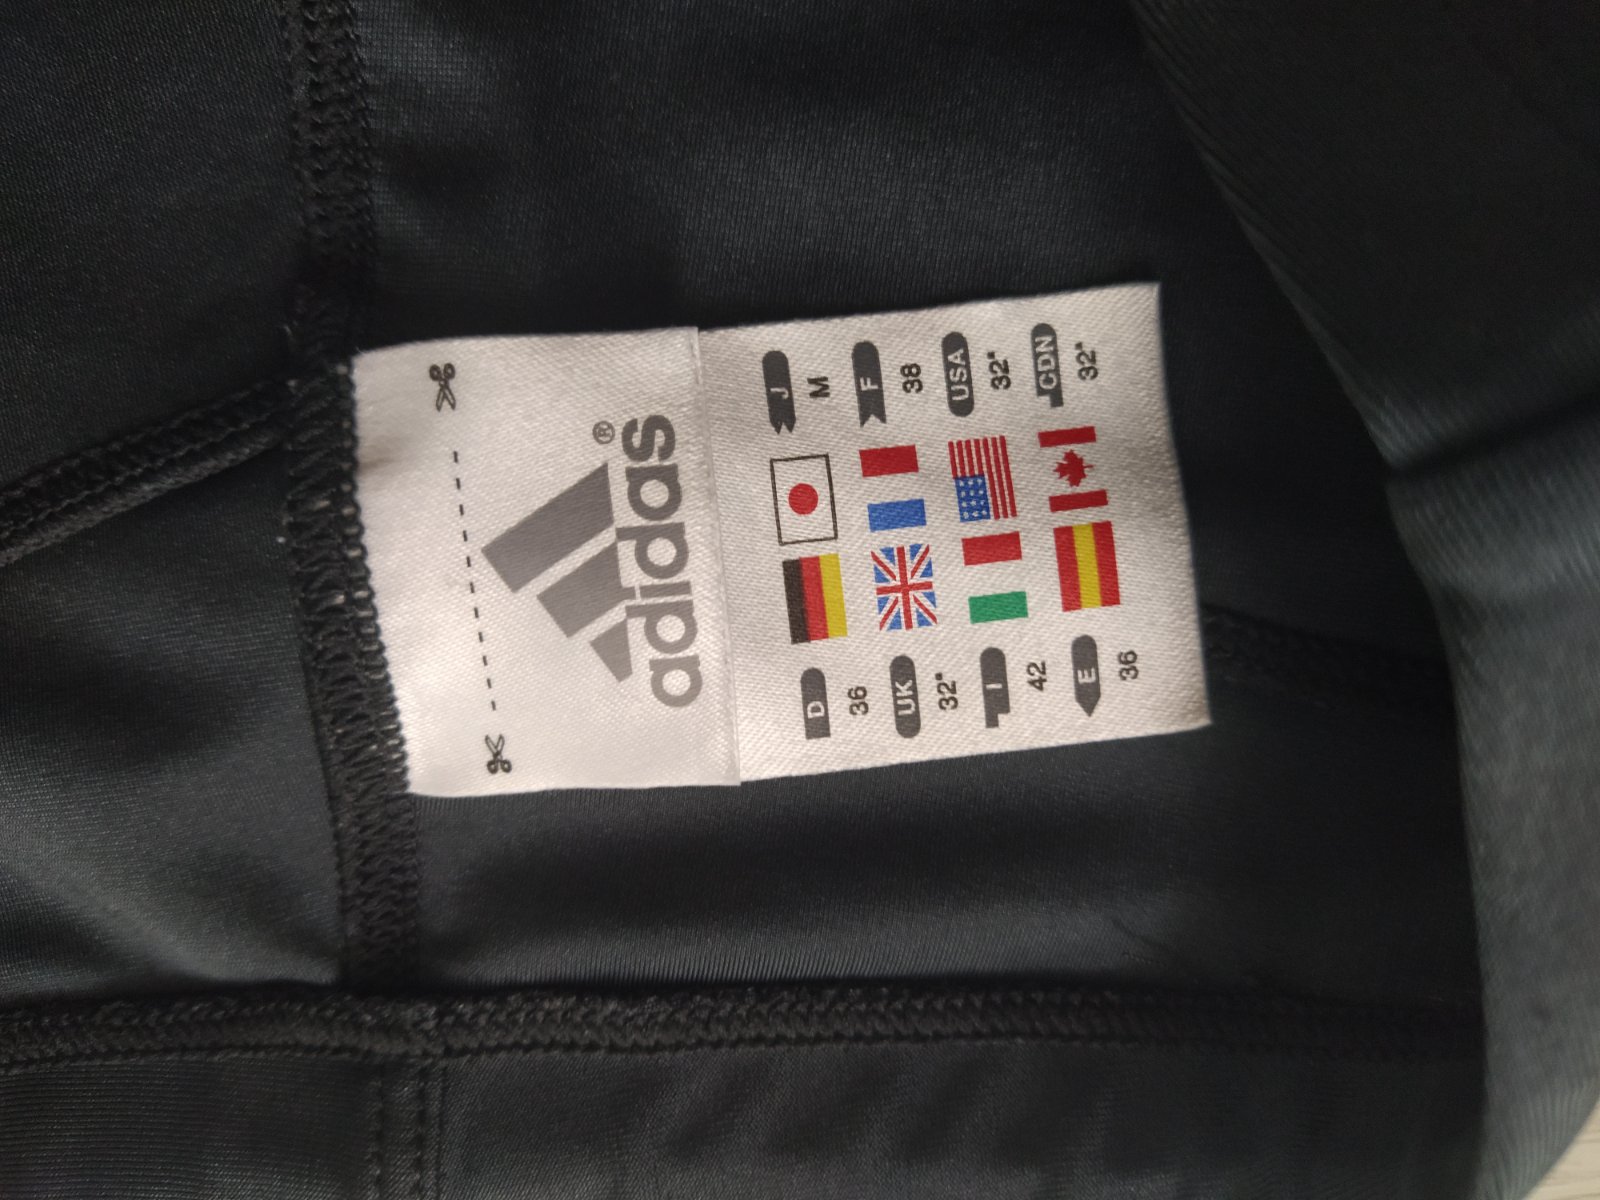 adidas®
D J
36 M
UK F
32" 38
I USA
42 32"
E CDN
36 32"